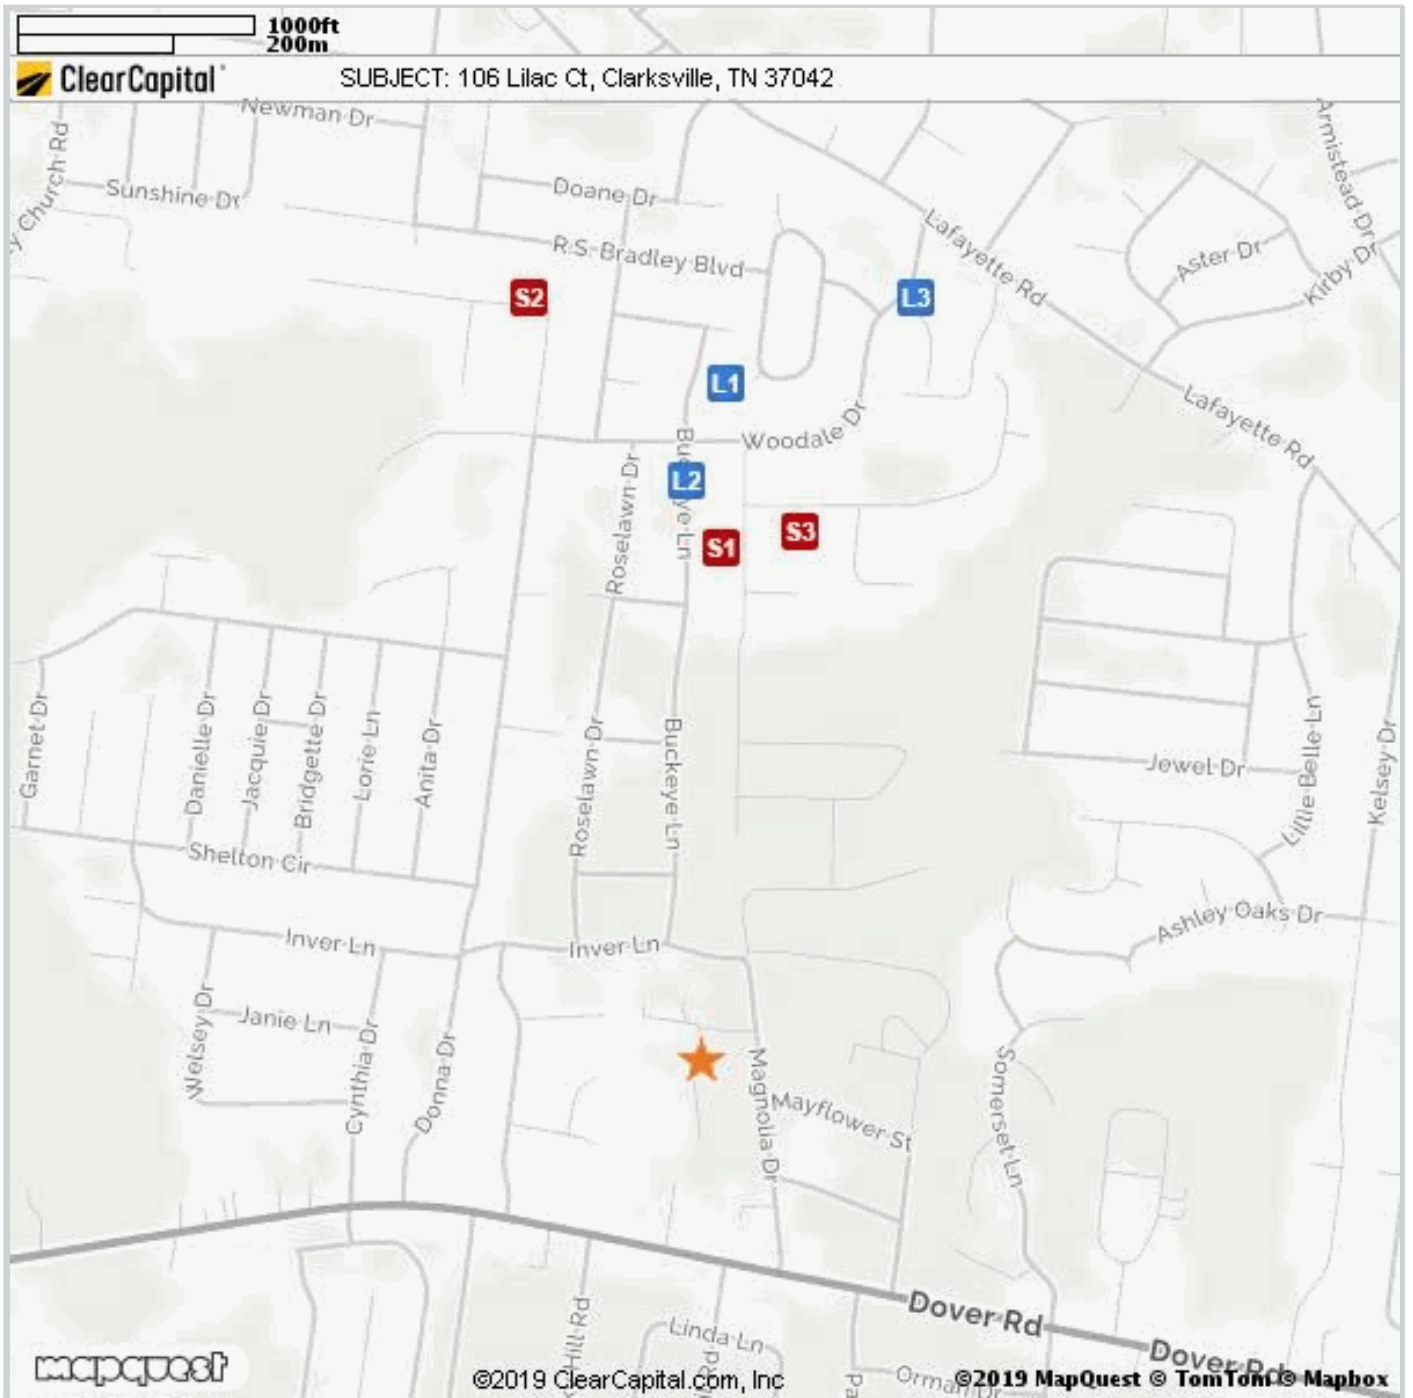 1000ft
200m
ClearCapital
SUBJECT: 106 Lilac Ct, Clarksville, TN 37042
Newman Dr
Armistead Dr
Church Rd
Sunshine Dr
Doane Dr
R.S. Bradley Blvd
Lafayette Rd
Aster Dr
Kirby Dr
S2
L3
L1
Lafayette Rd
Woodale Dr
L2
Roselawn Dr
S1
S3
Garnet Dr
Danielle Dr
Jacquie Dr
Bridgette Dr
Lorie Ln
Anita Dr
Roselawn Dr
Buckeye Ln
Jewel Dr
Little Belle Ln
Kelsey Dr
Shelton Cir
Ashley Oaks Dr
Inver Ln
Inver Ln
Welsey Dr
Janie Ln
Cynthia Dr
Donna Dr
Magnolia Dr
Mayflower St
Somerset Ln
Dover Rd
Dover Rd
Hill Rd
Linda Ln
Rd
Orman Dr
mapquest
©2019 ClearCapital.com, Inc
©2019 MapQuest © TomTom © Mapbox